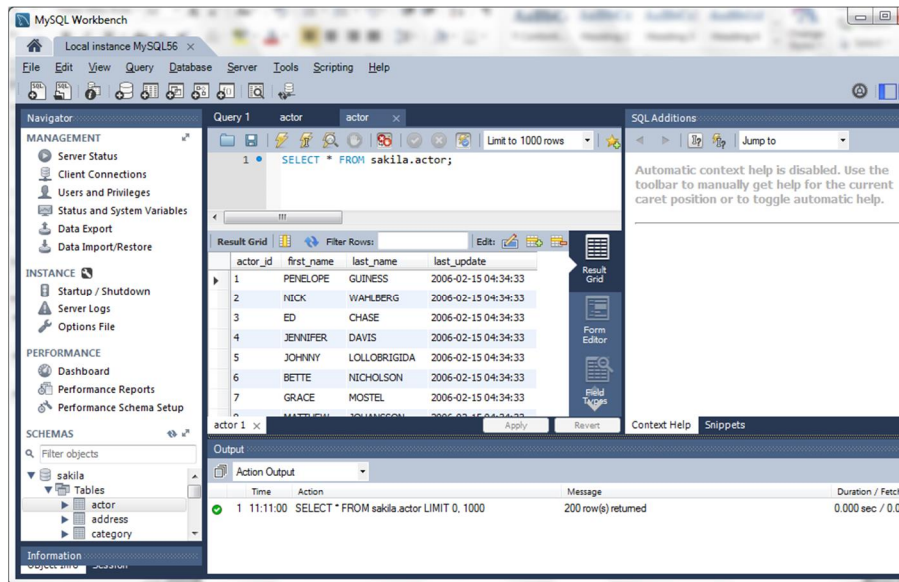 MySQL Workbench
Local instance MySQL56
File Edit View Query Database Server Tools Scripting Help
Navigator
MANAGEMENT
Server Status
Client Connections
Users and Privileges
Status and System Variables
Data Export
Data Import/Restore
INSTANCE
Startup / Shutdown
Server Logs
Options File
PERFORMANCE
Dashboard
Performance Reports
Performance Schema Setup
SCHEMAS
Filter objects
sakila
Tables
actor
address
category
Information
Object Info Session
Query 1 actor actor
Limit to 1000 rows
1 SELECT * FROM sakila.actor;
Result Grid Filter Rows: Edit:
actor_id first_name last_name last_update
1 PENELOPE GUINESS 2006-02-15 04:34:33
2 NICK WAHLBERG 2006-02-15 04:34:33
3 ED CHASE 2006-02-15 04:34:33
4 JENNIFER DAVIS 2006-02-15 04:34:33
5 JOHNNY LOLLOBRIGIDA 2006-02-15 04:34:33
6 BETTE NICHOLSON 2006-02-15 04:34:33
7 GRACE MOSTEL 2006-02-15 04:34:33
Result
Grid
Form
Editor
Field
Types
actor 1 Apply Revert
SQL Additions
Jump to
Automatic context help is disabled. Use the
toolbar to manually get help for the current
caret position or to toggle automatic help.
Context Help Snippets
Output
Action Output
Time Action Message Duration / Fetch
1 11:11:00 SELECT * FROM sakila.actor LIMIT 0, 1000 200 row(s) returned 0.000 sec / 0.0